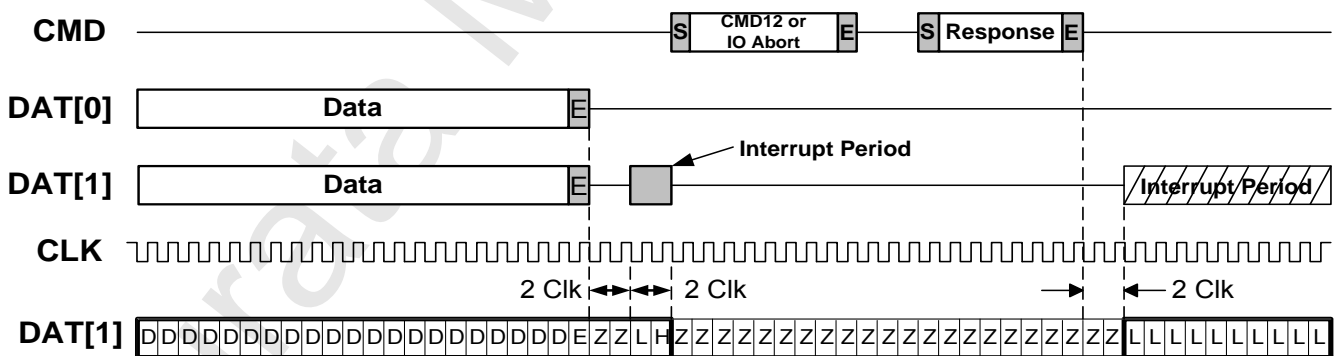 CMD S CMD12 or IO Abort E S Response E
DAT[0] Data E
DAT[1] Data E Interrupt Period Interrupt Period
CLK
2 Clk 2 Clk 2 Clk
DAT[1] D D D D D D D D D D D D D D D D D D D D D E Z Z L H Z Z Z Z Z Z Z Z Z Z Z Z Z Z Z Z Z Z Z Z Z Z L L L L L L L L L L